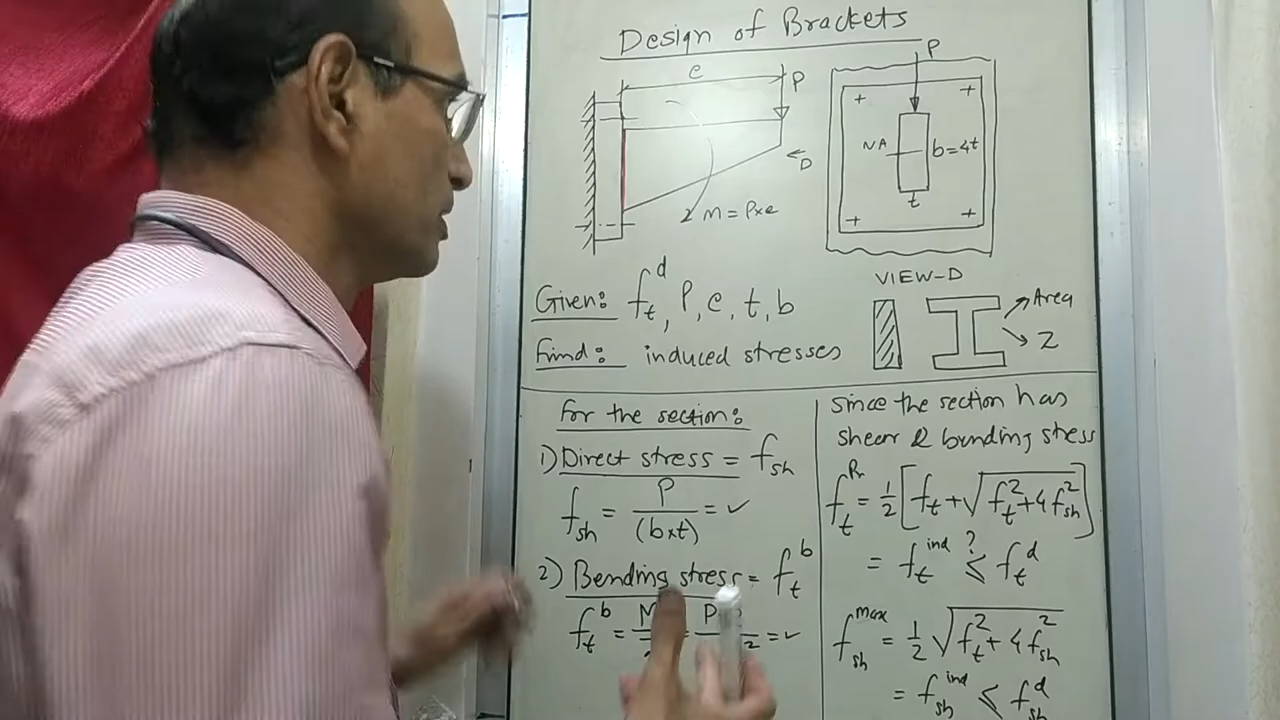 Design of Brackets
e
P
D
M = P×e
P
NA
b=4t
t
VIEW-D
Given: f_t^d, P, e, t, b
Area
Z
Find: induced stresses
For the section:
1) Direct stress = f_sh
f_sh = P/(b×t) = ✓
2) Bending stress = f_t^b
f_t^b = M
= P
2 = ✓
Since the section has
shear & bending stress
f_t^Pr = 1/2 [f_t + √(f_t^2 + 4f_sh^2)]
= f_t^ind ≤? f_t^d
f_sh^max = 1/2 √(f_t^2 + 4f_sh^2)
= f_sh^ind ≤ f_sh^d